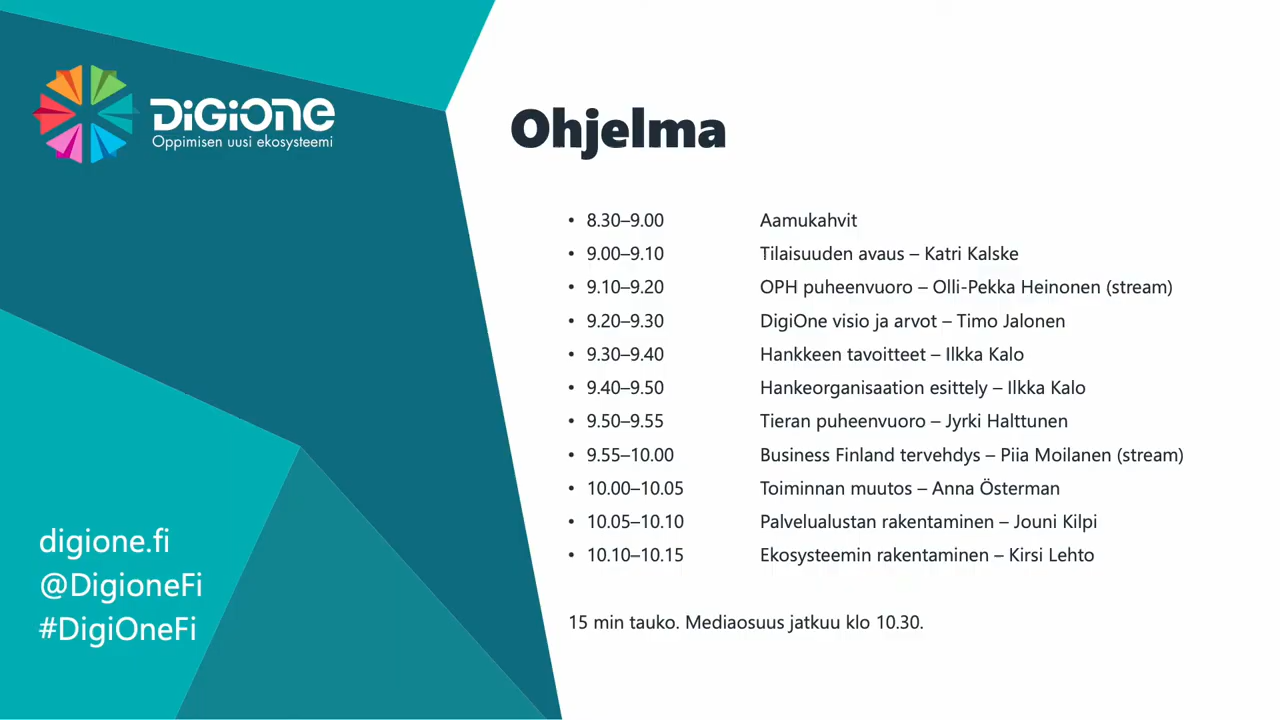 DiGiONE
Oppimisen uusi ekosysteemi
Ohjelma
• 8.30–9.00 Aamukahvit
• 9.00–9.10 Tilaisuuden avaus – Katri Kalske
• 9.10–9.20 OPH puheenvuoro – Olli-Pekka Heinonen (stream)
• 9.20–9.30 DigiOne visio ja arvot – Timo Jalonen
• 9.30–9.40 Hankkeen tavoitteet – Ilkka Kalo
• 9.40–9.50 Hankeorganisaation esittely – Ilkka Kalo
• 9.50–9.55 Tieran puheenvuoro – Jyrki Halttunen
• 9.55–10.00 Business Finland tervehdys – Piia Moilanen (stream)
• 10.00–10.05 Toiminnan muutos – Anna Österman
• 10.05–10.10 Palvelualustan rakentaminen – Jouni Kilpi
• 10.10–10.15 Ekosysteemin rakentaminen – Kirsi Lehto
15 min tauko. Mediaosuus jatkuu klo 10.30.
digione.fi
@DigioneFi
#DigiOneFi